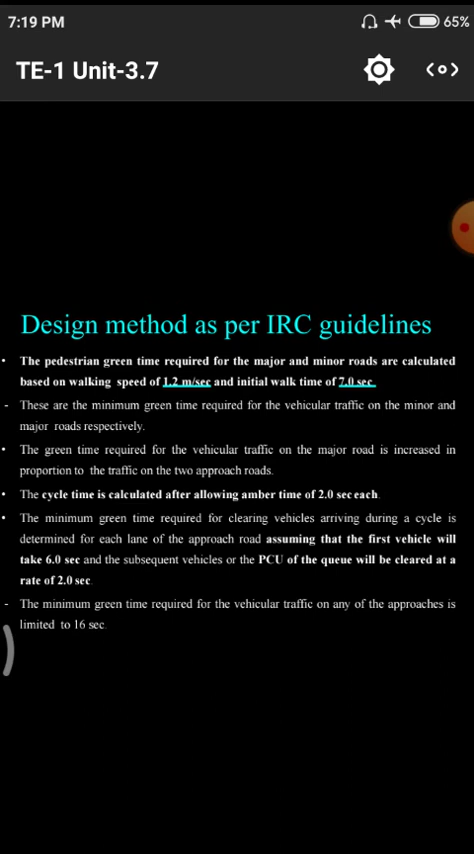 7:19 PM 65%
TE-1 Unit-3.7
Design method as per IRC guidelines
• The pedestrian green time required for the major and minor roads are calculated
based on walking speed of 1.2 m/sec and initial walk time of 7.0 sec.
- These are the minimum green time required for the vehicular traffic on the minor and
major roads respectively.
• The green time required for the vehicular traffic on the major road is increased in
proportion to the traffic on the two approach roads.
• The cycle time is calculated after allowing amber time of 2.0 sec each.
• The minimum green time required for clearing vehicles arriving during a cycle is
determined for each lane of the approach road assuming that the first vehicle will
take 6.0 sec and the subsequent vehicles or the PCU of the queue will be cleared at a
rate of 2.0 sec.
- The minimum green time required for the vehicular traffic on any of the approaches is
limited to 16 sec.